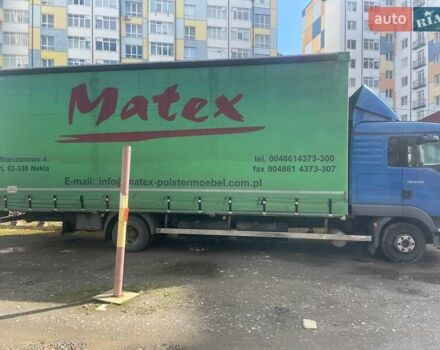 RIA
Matex
Starczanowo 4
PL 62-330 Nekla
tel. 0048614373-300
fax 004861 4373-307
E-mail: info@matex-polstermoebel.com.pl